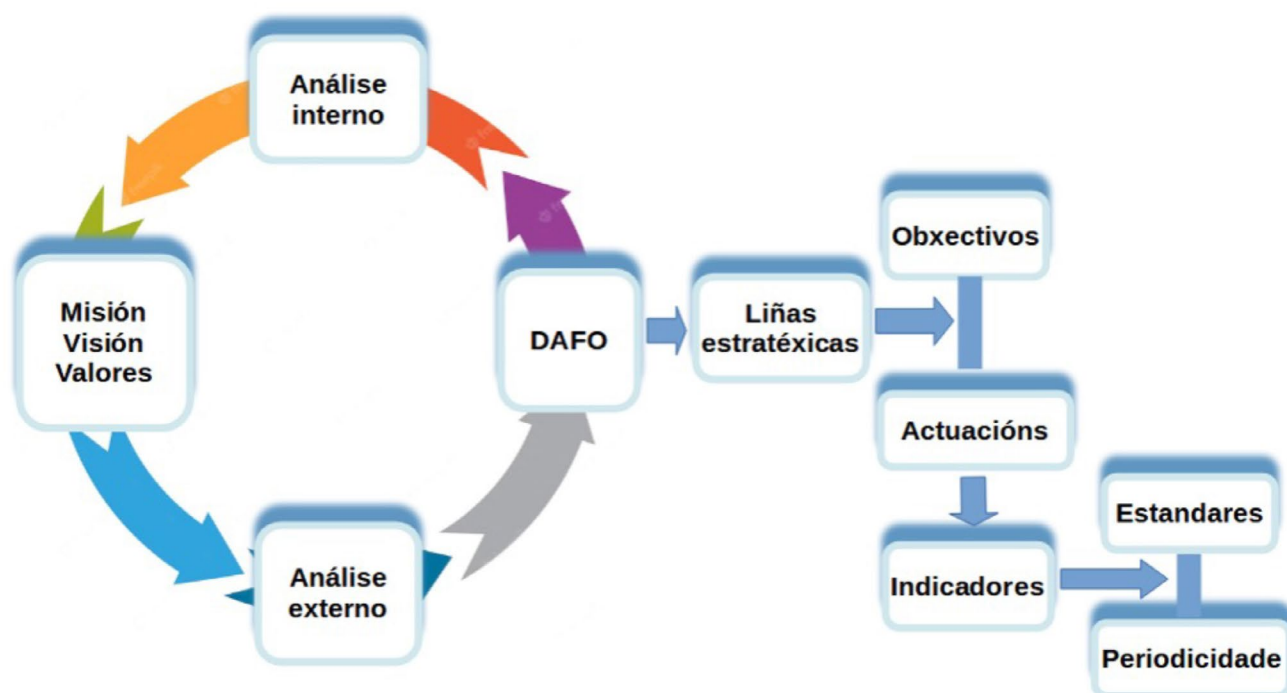 Análise
interno
Misión
Visión
Valores
Análise
externo
DAFO
Liñas
estratéxicas
Obxectivos
Actuacións
Indicadores
Estandares
Periodicidade